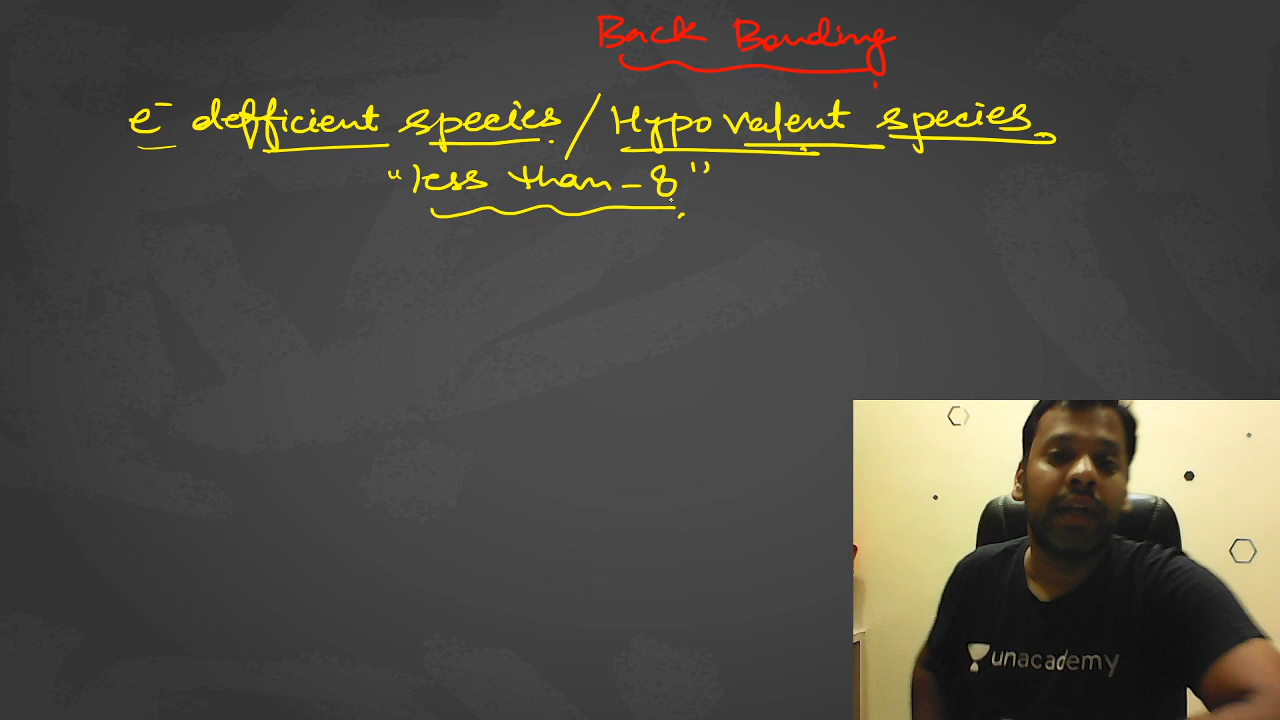 Back Bonding
e⁻ defficient species / Hypovalent species
"less than - 8"
unacademy